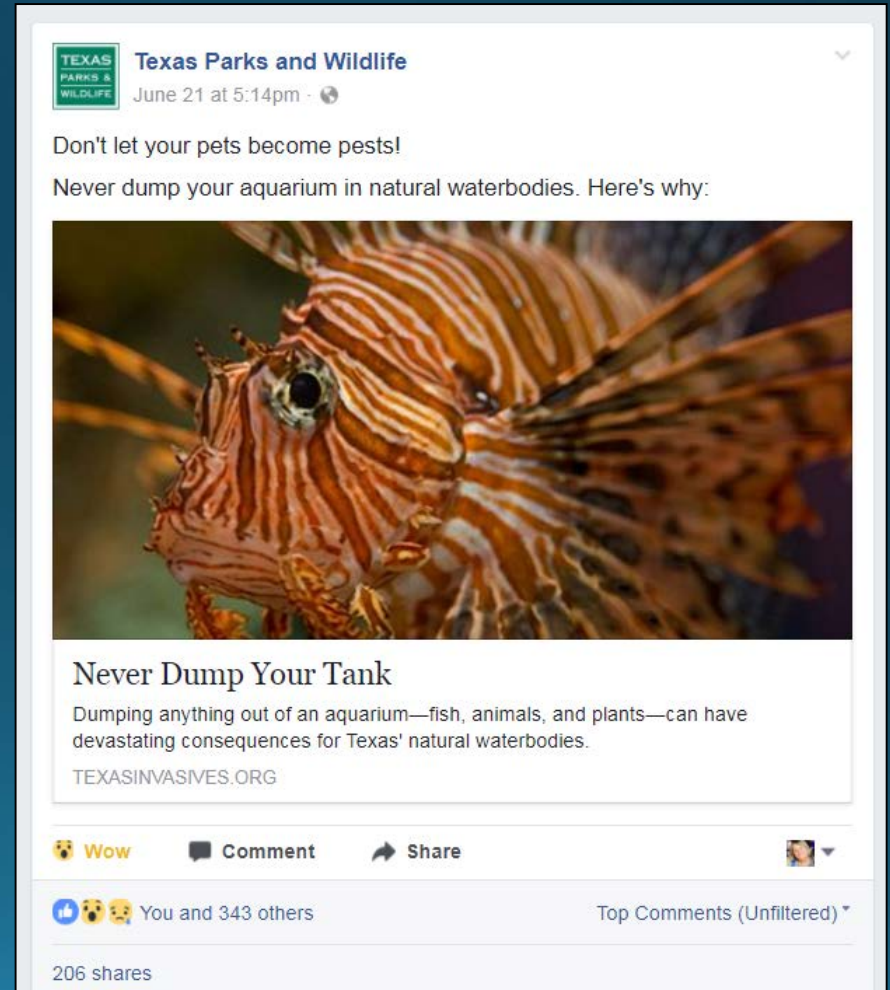 TEXAS
PARKS &
WILDLIFE
Texas Parks and Wildlife
June 21 at 5:14pm ·
Don't let your pets become pests!
Never dump your aquarium in natural waterbodies. Here's why:
Never Dump Your Tank
Dumping anything out of an aquarium—fish, animals, and plants—can have
devastating consequences for Texas' natural waterbodies.
TEXASINVASIVES.ORG
Wow Comment Share
You and 343 others Top Comments (Unfiltered)
206 shares